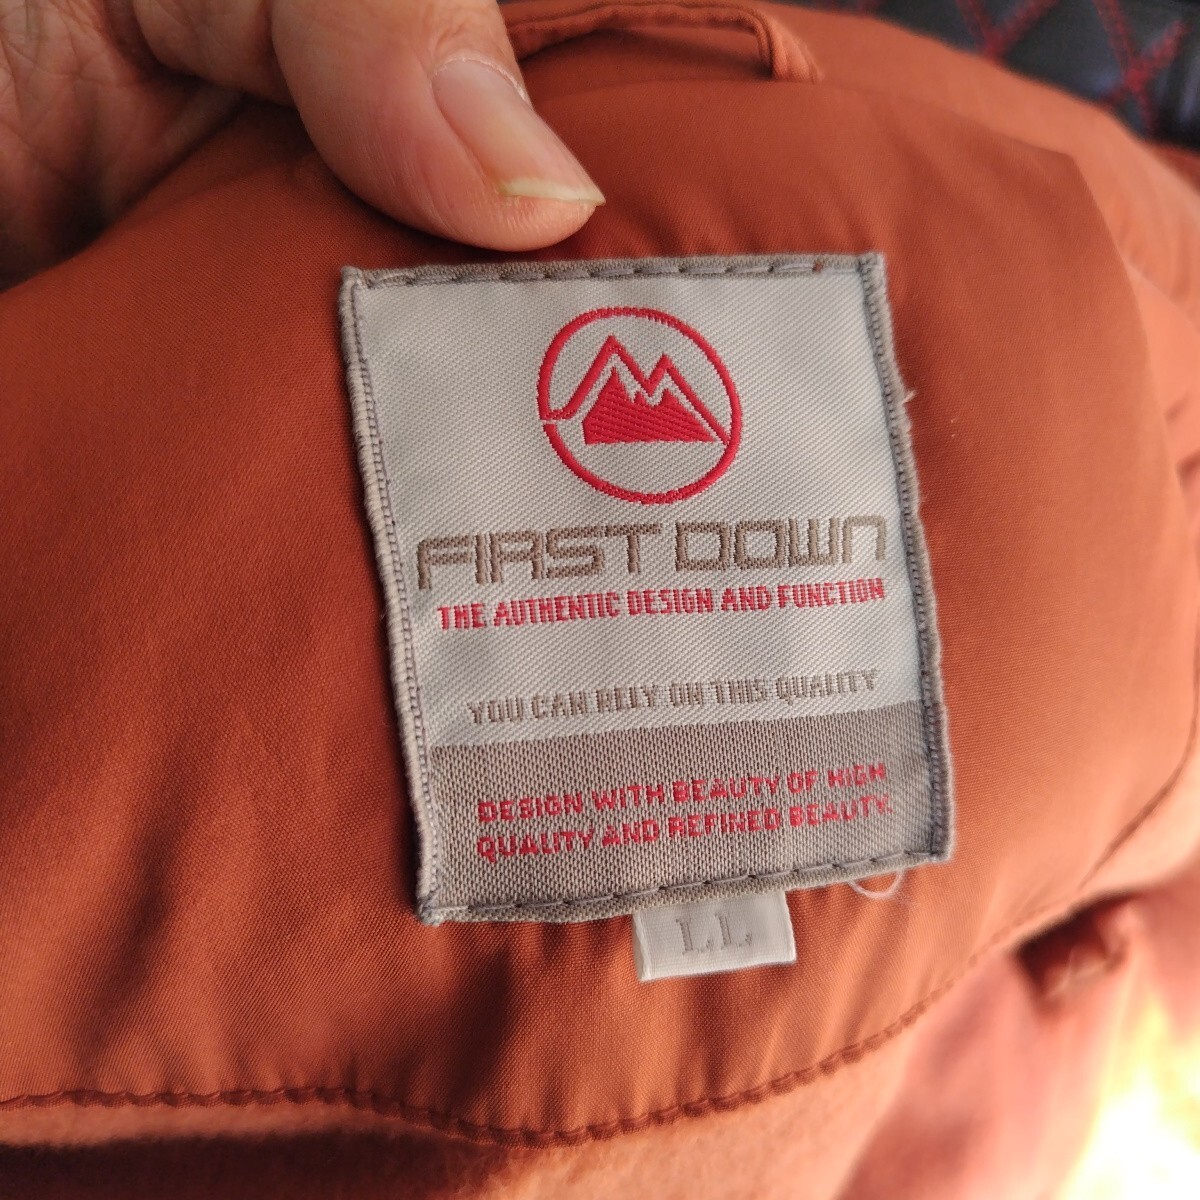 FIRST DOWN
THE AUTHENTIC DESIGN AND FUNCTION
YOU CAN RELY ON THIS QUALITY
DESIGN WITH BEAUTY OF HIGH
QUALITY AND REFINED BEAUTY.
LL